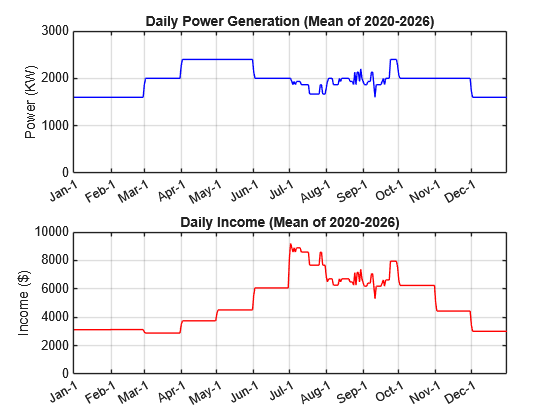 Daily Power Generation (Mean of 2020-2026)
3000
2000
1000
0
Power (KW)
Jan-1 Feb-1 Mar-1 Apr-1 May-1 Jun-1 Jul-1 Aug-1 Sep-1 Oct-1 Nov-1 Dec-1
Daily Income (Mean of 2020-2026)
10000
8000
6000
4000
2000
0
Income ($)
Jan-1 Feb-1 Mar-1 Apr-1 May-1 Jun-1 Jul-1 Aug-1 Sep-1 Oct-1 Nov-1 Dec-1